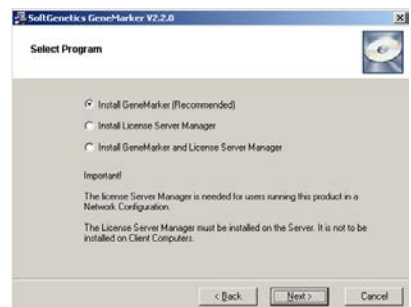 SoftGenetics GeneMarker V2.2.0
Select Program
Install GeneMarker (Recommended)
Install License Server Manager
Install GeneMarker and License Server Manager
Important!
The license Server Manager is needed for users running this product in a
Network Configuration.
The License Server Manager must be installed on the Server. It is not to be
installed on Client Computers.
< Back Next > Cancel